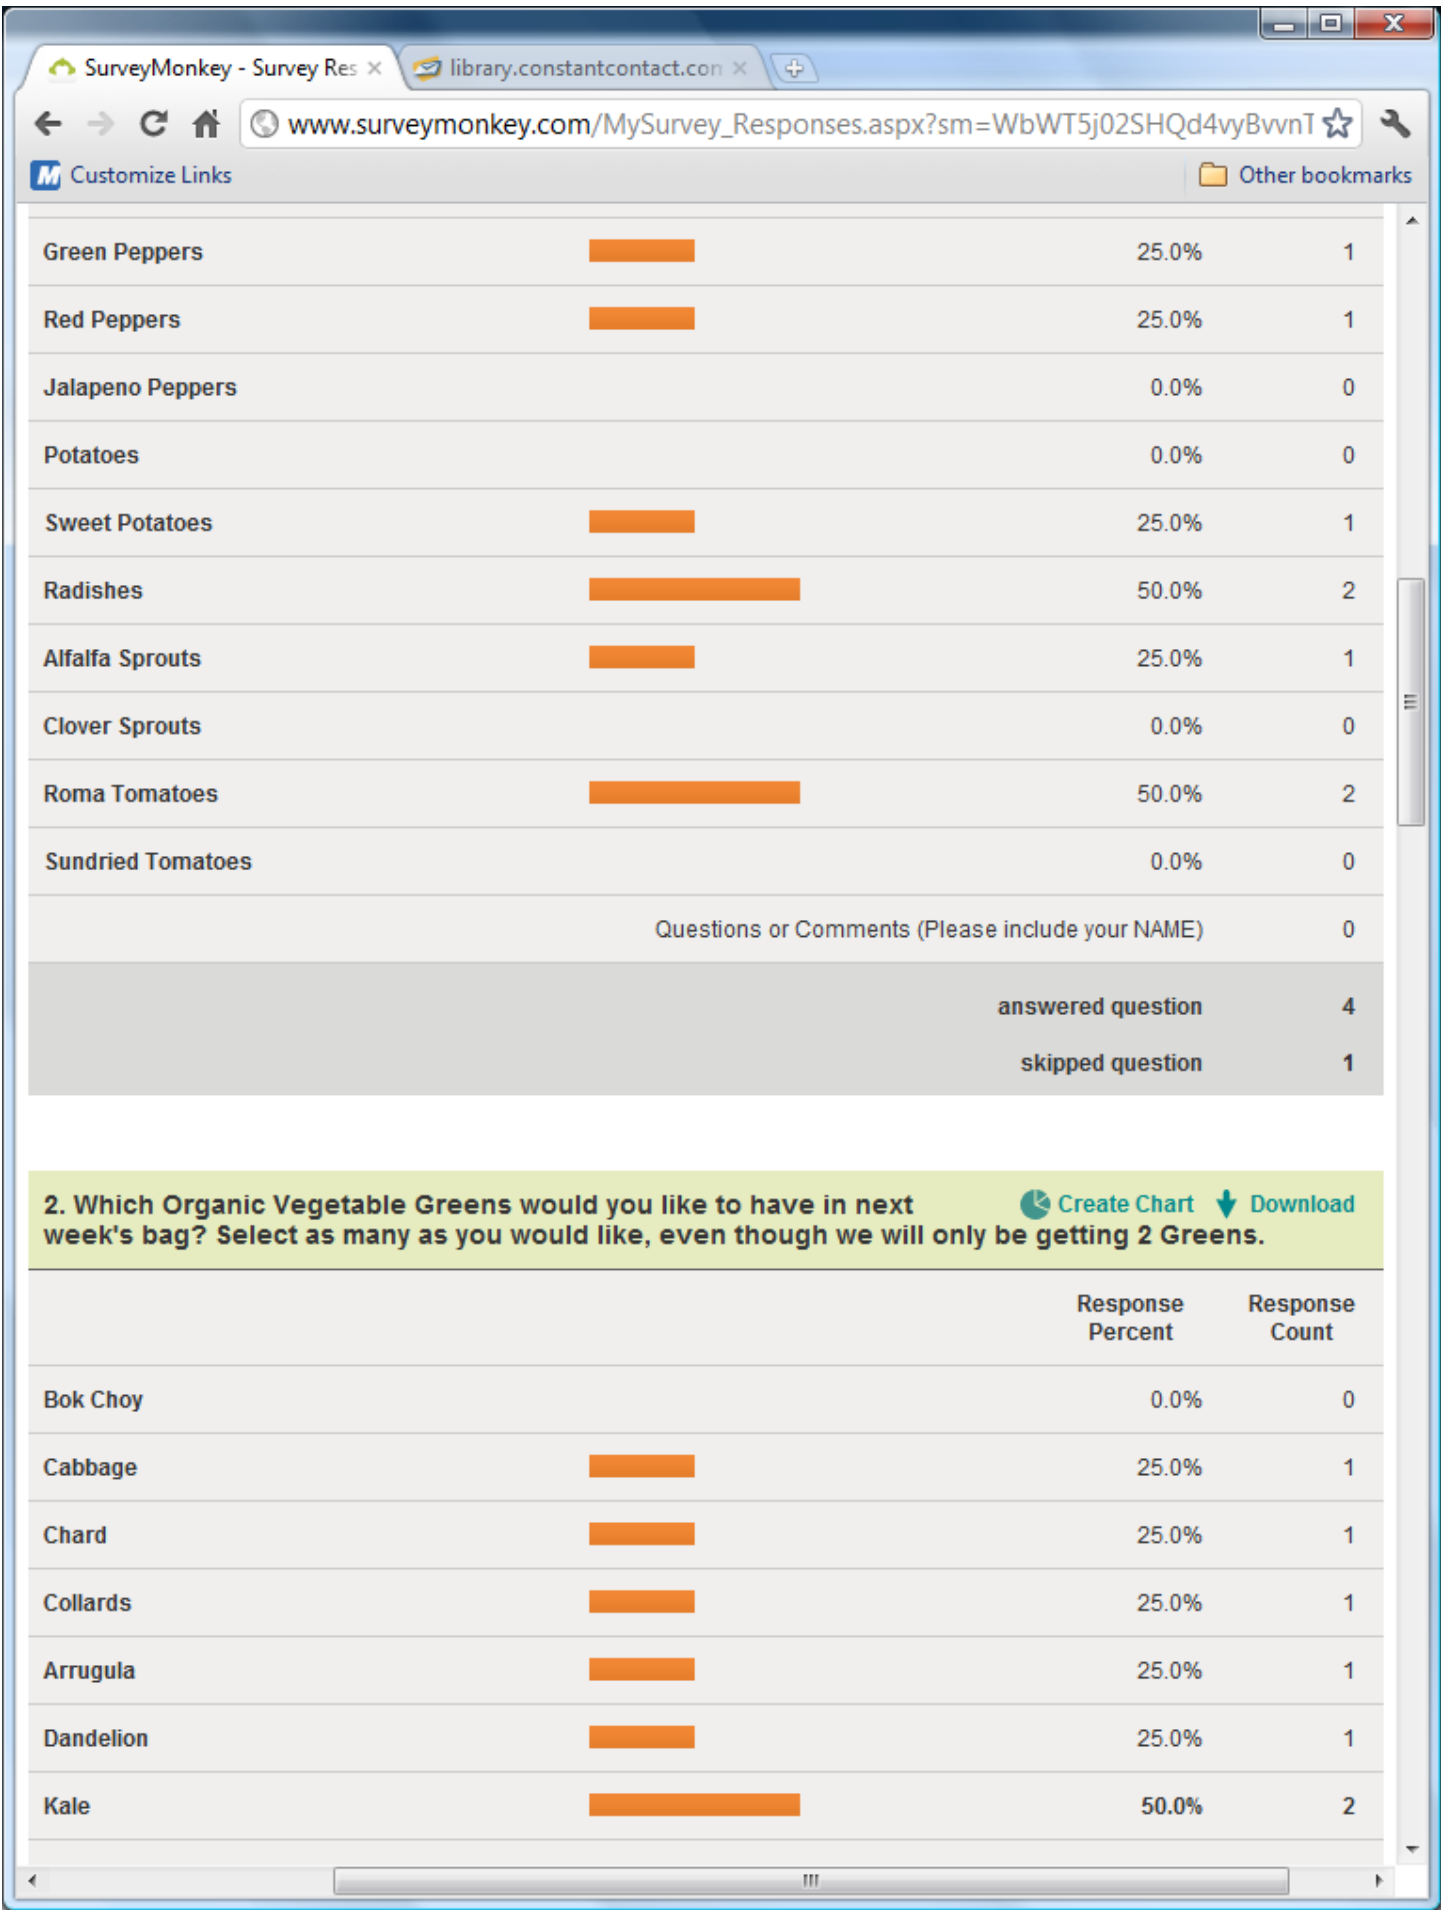 SurveyMonkey - Survey Res
library.constantcontact.con
www.surveymonkey.com/MySurvey_Responses.aspx?sm=WbWT5j02SHQd4vyBvvnT
Customize Links
Other bookmarks
Green Peppers 25.0% 1
Red Peppers 25.0% 1
Jalapeno Peppers 0.0% 0
Potatoes 0.0% 0
Sweet Potatoes 25.0% 1
Radishes 50.0% 2
Alfalfa Sprouts 25.0% 1
Clover Sprouts 0.0% 0
Roma Tomatoes 50.0% 2
Sundried Tomatoes 0.0% 0
Questions or Comments (Please include your NAME) 0
answered question 4
skipped question 1
2. Which Organic Vegetable Greens would you like to have in next Create Chart Download
week's bag? Select as many as you would like, even though we will only be getting 2 Greens.
Response Response
Percent Count
Bok Choy 0.0% 0
Cabbage 25.0% 1
Chard 25.0% 1
Collards 25.0% 1
Arrugula 25.0% 1
Dandelion 25.0% 1
Kale 50.0% 2